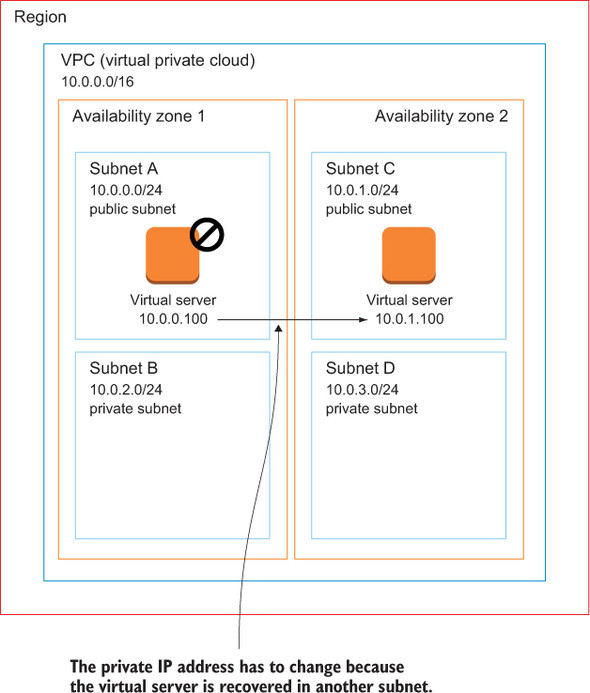 Region
VPC (virtual private cloud)
10.0.0.0/16
Availability zone 1
Availability zone 2
Subnet A
10.0.0.0/24
public subnet
Virtual server
10.0.0.100
Subnet C
10.0.1.0/24
public subnet
Virtual server
10.0.1.100
Subnet B
10.0.2.0/24
private subnet
Subnet D
10.0.3.0/24
private subnet
The private IP address has to change because
the virtual server is recovered in another subnet.